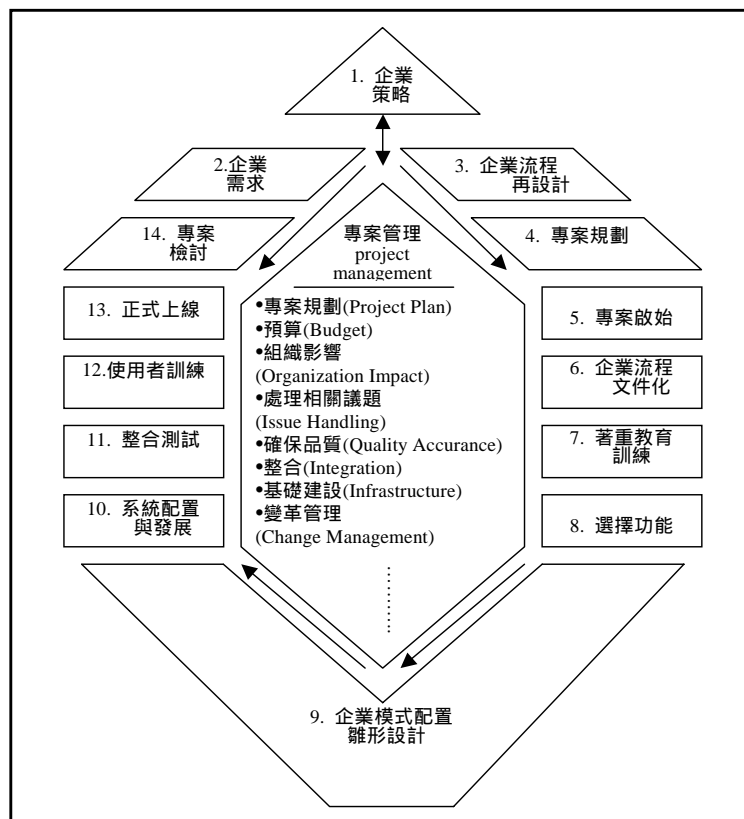 1. 企業
策略
2.企業
需求
3. 企業流程
再設計
14. 專案
檢討
4. 專案規劃
專案管理
project
management
13. 正式上線
5. 專案啟始
12.使用者訓練
6. 企業流程
文件化
11. 整合測試
7. 著重教育
訓練
10. 系統配置
與發展
8. 選擇功能
•專案規劃(Project Plan)
•預算(Budget)
•組織影響
(Organization Impact)
•處理相關議題
(Issue Handling)
•確保品質(Quality Accurance)
•整合(Integration)
•基礎建設(Infrastructure)
•變革管理
(Change Management)
9. 企業模式配置
雛形設計